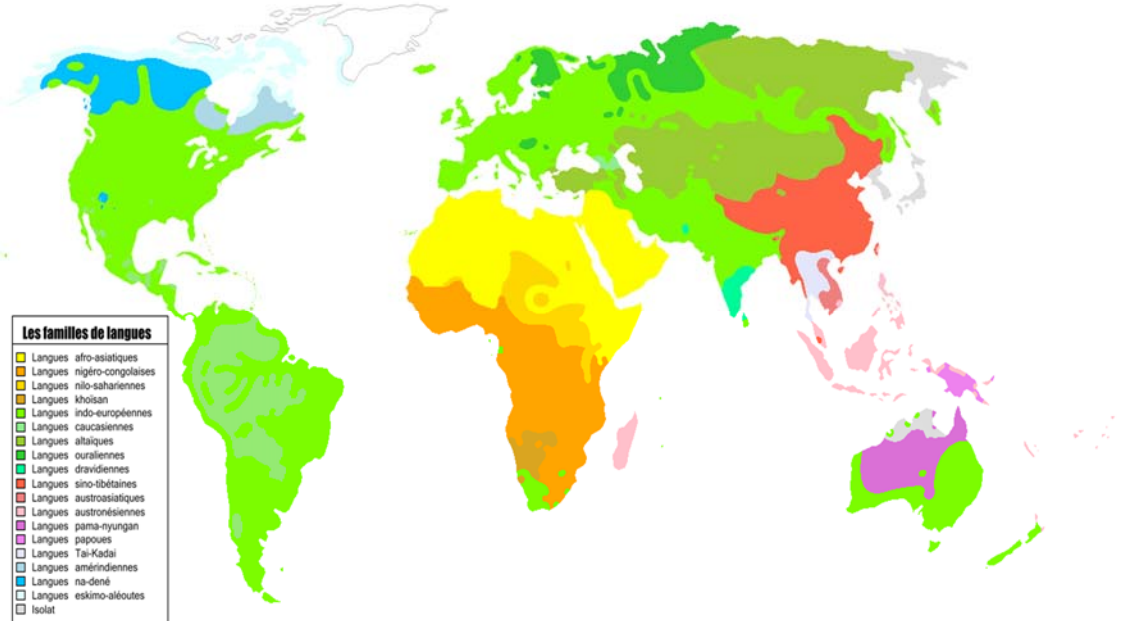 Les familles de langues
Langues afro-asiatiques
Langues nigéro-congolaises
Langues nilo-sahariennes
Langues khoïsan
Langues indo-européennes
Langues caucasiennes
Langues altaïques
Langues ouraliennes
Langues dravidiennes
Langues sino-tibétaines
Langues austroasiatiques
Langues austronésiennes
Langues pama-nyungan
Langues papoues
Langues Tai-Kadai
Langues amérindiennes
Langues na-dené
Langues eskimo-aléoutes
Isolat